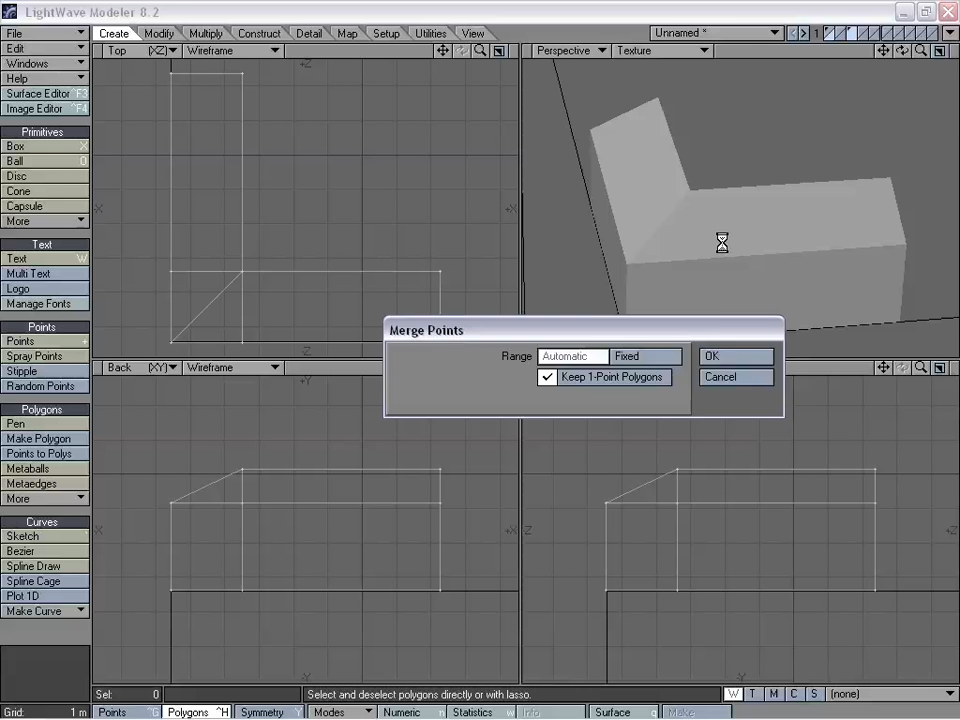 LightWave Modeler 8.2
File Create Modify Multiply Construct Detail Map Setup Utilities View Unnamed * 1
Edit Top (XZ) Wireframe Perspective Texture
Windows
Help
Surface Editor ^F3
Image Editor ^F4
Primitives
Box X
Ball O
Disc
Cone
Capsule
More
Text
Text W
Multi Text
Logo
Manage Fonts
Points
Points +
Spray Points
Stipple
Random Points
Polygons
Pen
Make Polygon
Points to Polys
Metaballs
Metaedges
More
Curves
Sketch
Bezier
Spline Draw
Spline Cage
Plot 1D
Make Curve
+Z
-X +X
-Z
Merge Points
Range Automatic Fixed OK
Keep 1-Point Polygons Cancel
Back (XY) Wireframe
+Y
-X
-Z
-Y
-Y
Sel: 0 Select and deselect polygons directly or with lasso. W T M C S (none)
Grid: 1 m Points ^G Polygons ^H Symmetry Y Modes Numeric n Statistics w Info i Surface q Make